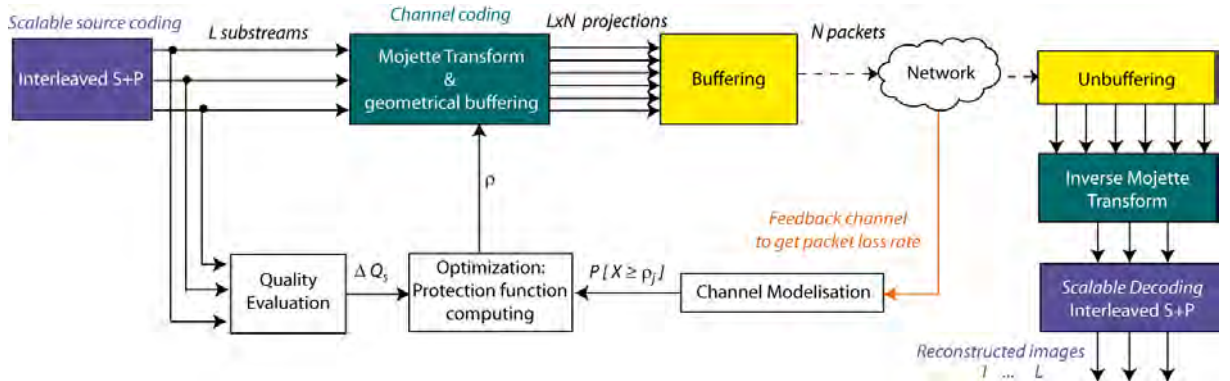 Scalable source coding
Interleaved S+P
L substreams
Channel coding
Mojette Transform
&
geometrical buffering
LxN projections
Buffering
N packets
Network
Unbuffering
Inverse Mojette
Transform
Scalable Decoding
Interleaved S+P
Reconstructed images
1 ... L
Feedback channel
to get packet loss rate
Channel Modelisation
P [ X ≥ ρj ]
Optimization:
Protection function
computing
ρ
Δ Qs
Quality
Evaluation